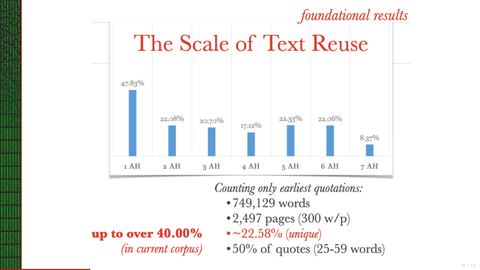 foundational results
The Scale of Text Reuse
47.83%
22.08%
20.70%
17.12%
22.33%
22.06%
8.37%
1 AH 2 AH 3 AH 4 AH 5 AH 6 AH 7 AH
Counting only earliest quotations:
•749,129 words
•2,497 pages (300 w/p)
up to over 40.00% •~22.58% (unique)
(in current corpus) •50% of quotes (25-59 words)